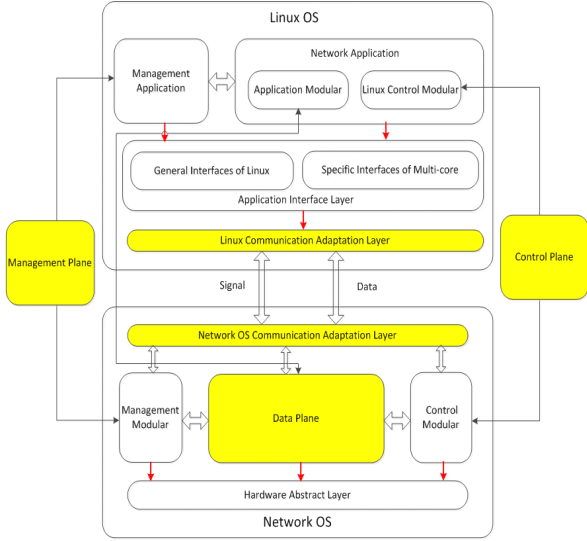 Linux OS
Network Application
Management
Application
Application Modular
Linux Control Modular
General Interfaces of Linux
Specific Interfaces of Multi-core
Application Interface Layer
Linux Communication Adaptation Layer
Management Plane
Control Plane
Signal
Data
Network OS Communication Adaptation Layer
Management
Modular
Data Plane
Control
Modular
Hardware Abstract Layer
Network OS